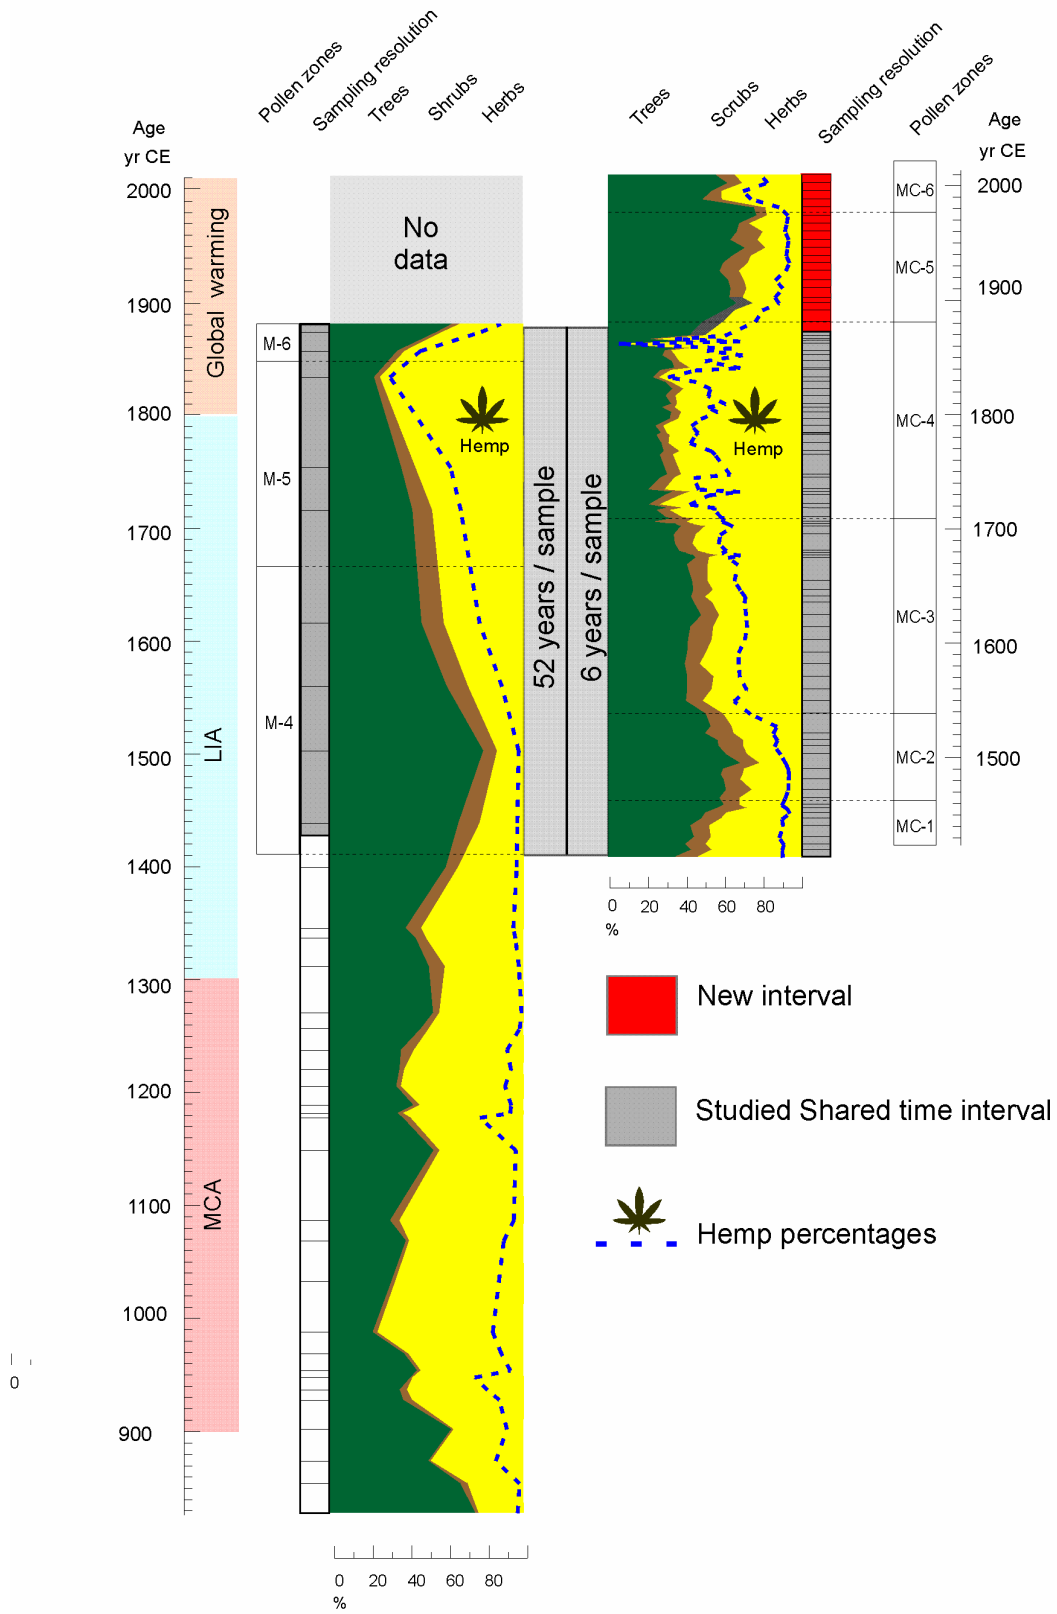 Pollen zones
Sampling resolution
Trees
Shrubs
Herbs
Trees
Scrubs
Herbs
Sampling resolution
Pollen zones
Age
yr CE
Age
yr CE
2000
1900
1800
1700
1600
1500
1400
1300
1200
1100
1000
900
Global warming
LIA
MCA
M-6
M-5
M-4
No
data
Hemp
52 years / sample
6 years / sample
Hemp
MC-6
MC-5
MC-4
MC-3
MC-2
MC-1
2000
1900
1800
1700
1600
1500
0 20 40 60 80
%
New interval
Studied Shared time interval
Hemp percentages
0
0 20 40 60 80
%